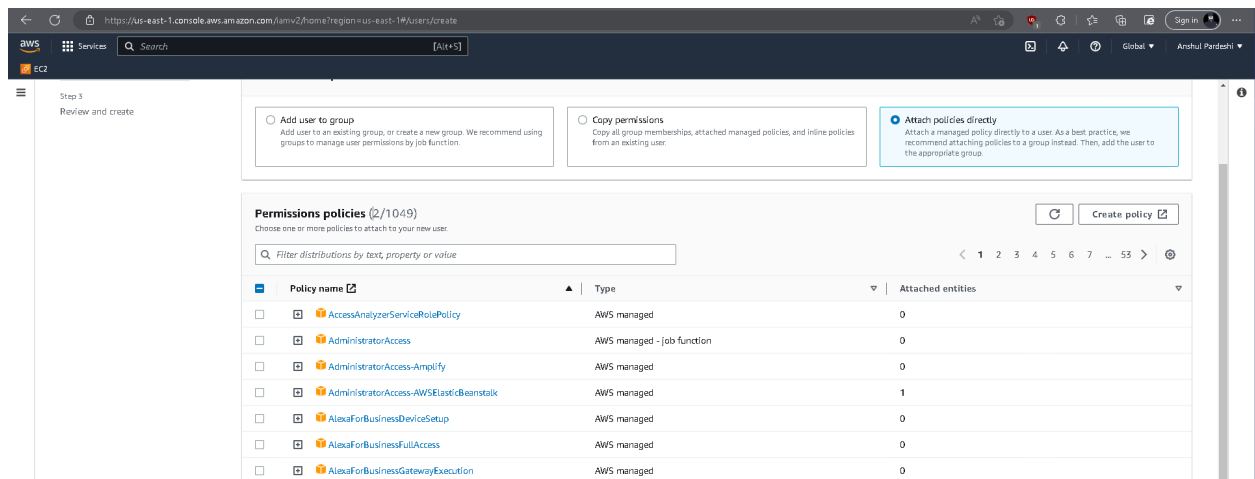 https://us-east-1.console.aws.amazon.com/iamv2/home?region=us-east-1#/users/create
Sign in
aws
Services
Search
[Alt+S]
Global
Anshul Pardeshi
EC2
Step 3
Review and create
Add user to group
Add user to an existing group, or create a new group. We recommend using
groups to manage user permissions by job function.
Copy permissions
Copy all group memberships, attached managed policies, and inline policies
from an existing user.
Attach policies directly
Attach a managed policy directly to a user. As a best practice, we
recommend attaching policies to a group instead. Then, add the user to
the appropriate group.
Permissions policies (2/1049)
Choose one or more policies to attach to your new user.
Create policy
Filter distributions by text, property or value
1 2 3 4 5 6 7 ... 53
Policy name Type Attached entities
AccessAnalyzerServiceRolePolicy AWS managed 0
AdministratorAccess AWS managed - job function 0
AdministratorAccess-Amplify AWS managed 0
AdministratorAccess-AWSElasticBeanstalk AWS managed 1
AlexaForBusinessDeviceSetup AWS managed 0
AlexaForBusinessFullAccess AWS managed 0
AlexaForBusinessGatewayExecution AWS managed 0